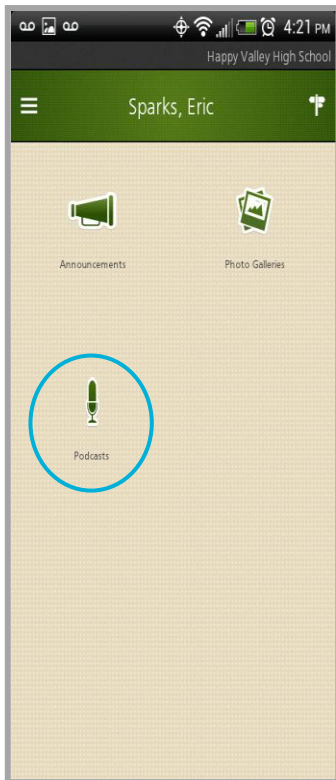 4:21 PM
Happy Valley High School
Sparks, Eric
Announcements
Photo Galleries
Podcasts